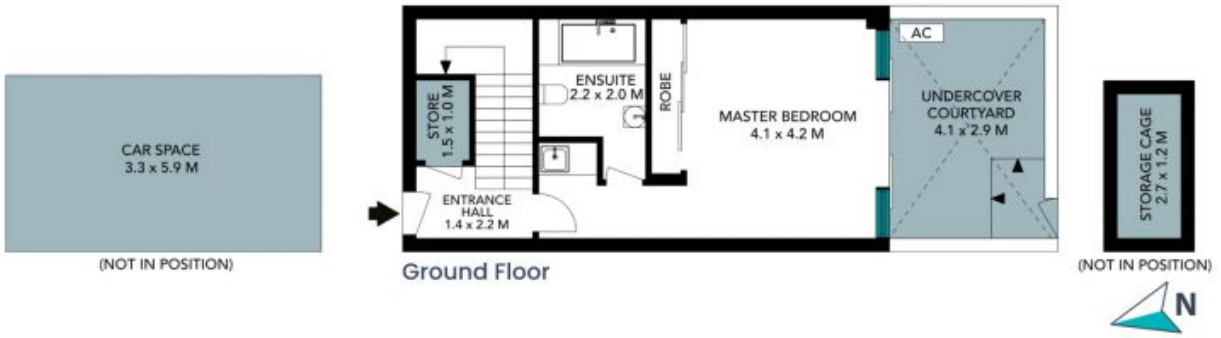 CAR SPACE
3.3 x 5.9 M
(NOT IN POSITION)
STORE
1.5 x 1.0 M
ENTRANCE
HALL
1.4 x 2.2 M
ENSUITE
2.2 x 2.0 M
ROBE
MASTER BEDROOM
4.1 x 4.2 M
AC
UNDERCOVER
COURTYARD
4.1 x 2.9 M
Ground Floor
STORAGE CAGE
2.7 x 1.2 M
(NOT IN POSITION)
N